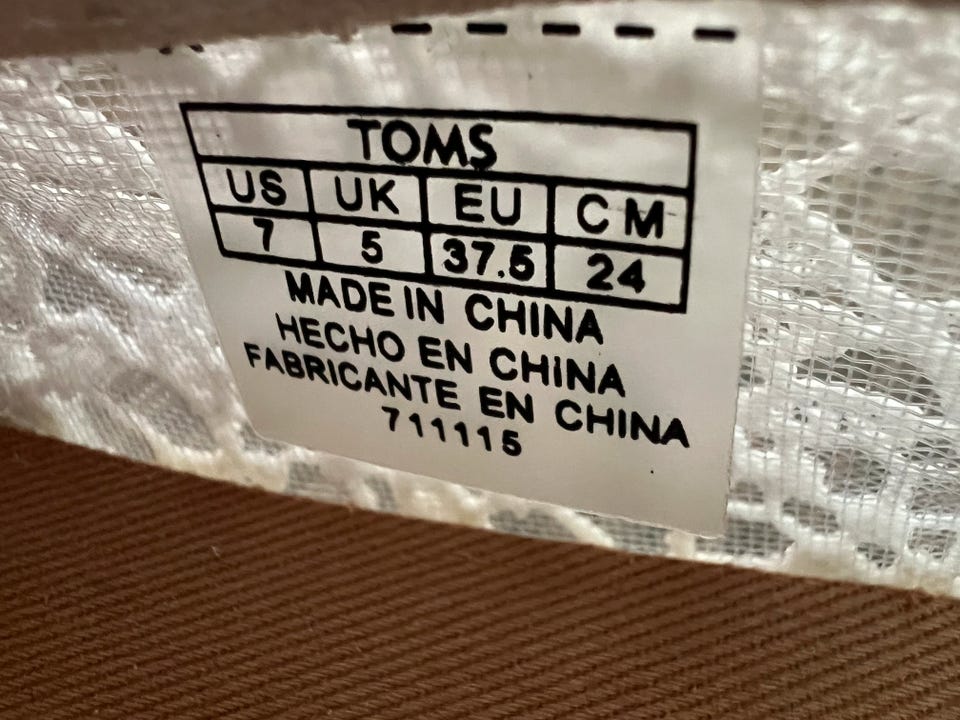 TOMS
US UK EU CM
7 5 37.5 24
MADE IN CHINA
HECHO EN CHINA
FABRICANTE EN CHINA
711115